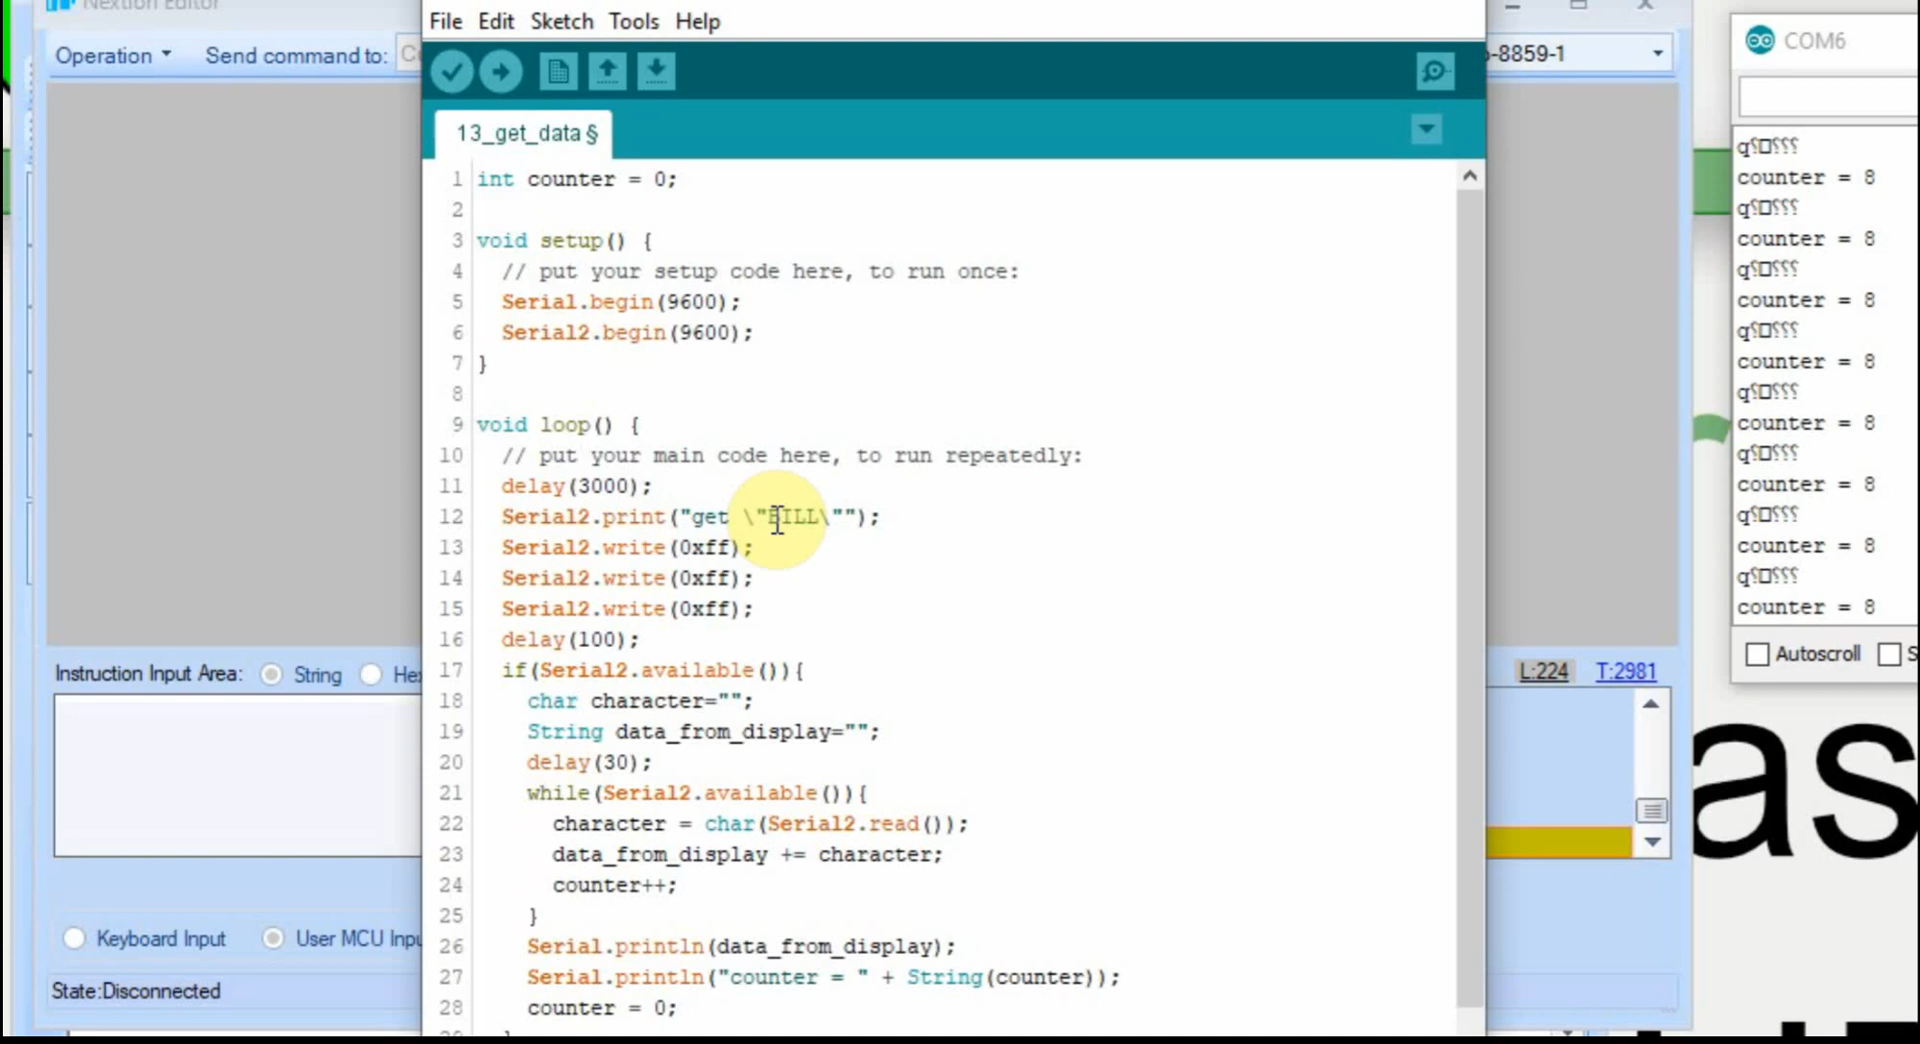 Nextion Editor
File Edit Sketch Tools Help
Operation Send command to:
-8859-1
COM6
13_get_data §
1 int counter = 0;
2
3 void setup() {
4 // put your setup code here, to run once:
5 Serial.begin(9600);
6 Serial2.begin(9600);
7 }
8
9 void loop() {
10 // put your main code here, to run repeatedly:
11 delay(3000);
12 Serial2.print("get \"BILL\"");
13 Serial2.write(0xff);
14 Serial2.write(0xff);
15 Serial2.write(0xff);
16 delay(100);
17 if(Serial2.available()){
18 char character="";
19 String data_from_display="";
20 delay(30);
21 while(Serial2.available()){
22 character = char(Serial2.read());
23 data_from_display += character;
24 counter++;
25 }
26 Serial.println(data_from_display);
27 Serial.println("counter = " + String(counter));
28 counter = 0;
Instruction Input Area: String Hex
Keyboard Input User MCU Inpu
State:Disconnected
L:224 T:2981
q⸮□⸮⸮⸮
counter = 8
q⸮□⸮⸮⸮
counter = 8
q⸮□⸮⸮⸮
counter = 8
q⸮□⸮⸮⸮
counter = 8
q⸮□⸮⸮⸮
counter = 8
q⸮□⸮⸮⸮
counter = 8
q⸮□⸮⸮⸮
counter = 8
q⸮□⸮⸮⸮
counter = 8
Autoscroll S
as